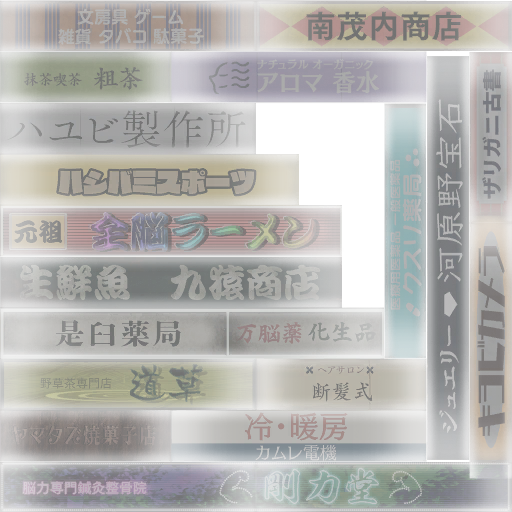 文房具 ゲーム
雑貨 タバコ 駄菓子
南茂内商店
抹茶喫茶 粗茶
ナチュラル オーガニック
アロマ 香水
ハユビ製作所
ハシバミスポーツ
元祖 全脳ラーメン
生鮮魚 九猿商店
是臼薬局
万脳薬 化生品
野草茶専門店 道草
ヘアサロン
断髪式
ヤマクズ焼菓子店
冷・暖房
カムレ電機
脳力専門鍼灸整骨院
剛力堂
クスリ薬局
ジュエリー 河原野宝石
ザリガニ古書
キコビカメラ